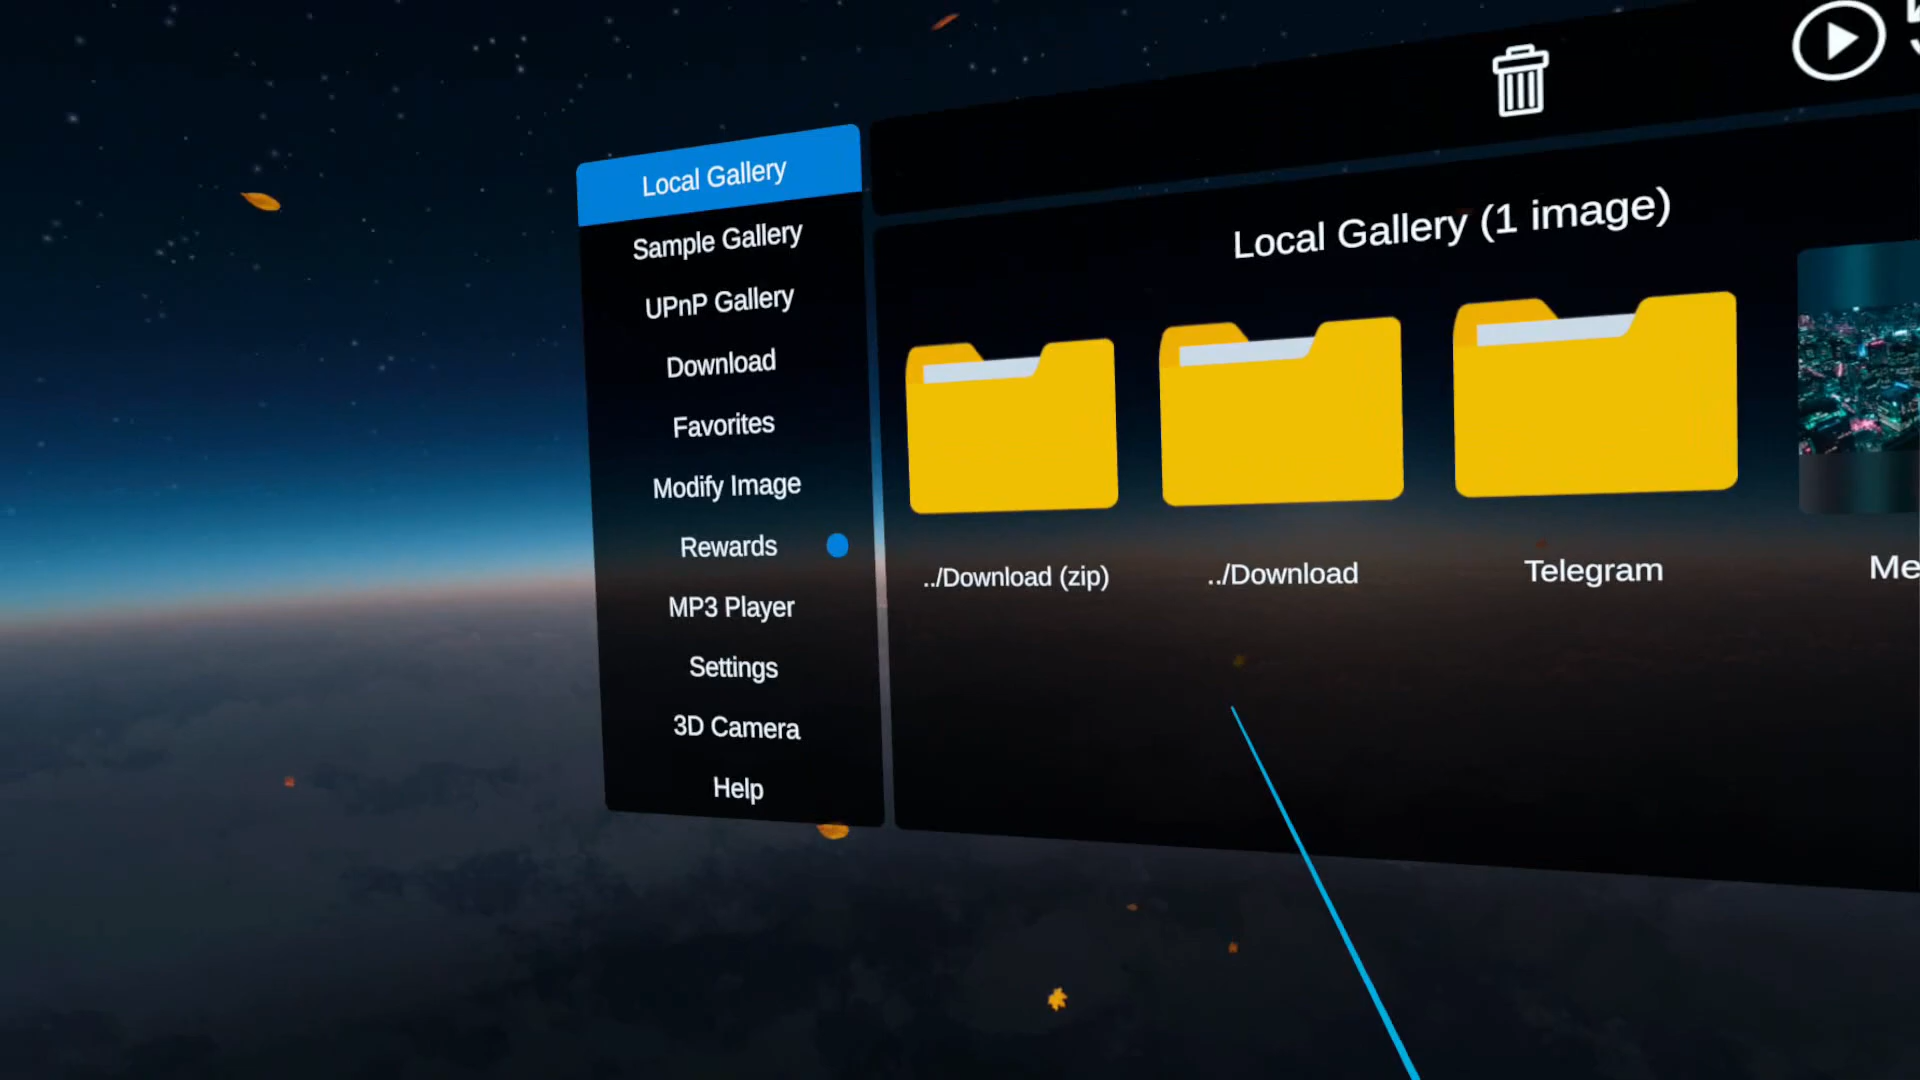 Local Gallery
Sample Gallery
UPnP Gallery
Download
Favorites
Modify Image
Rewards
MP3 Player
Settings
3D Camera
Help
Local Gallery (1 image)
../Download (zip)
../Download
Telegram
Me